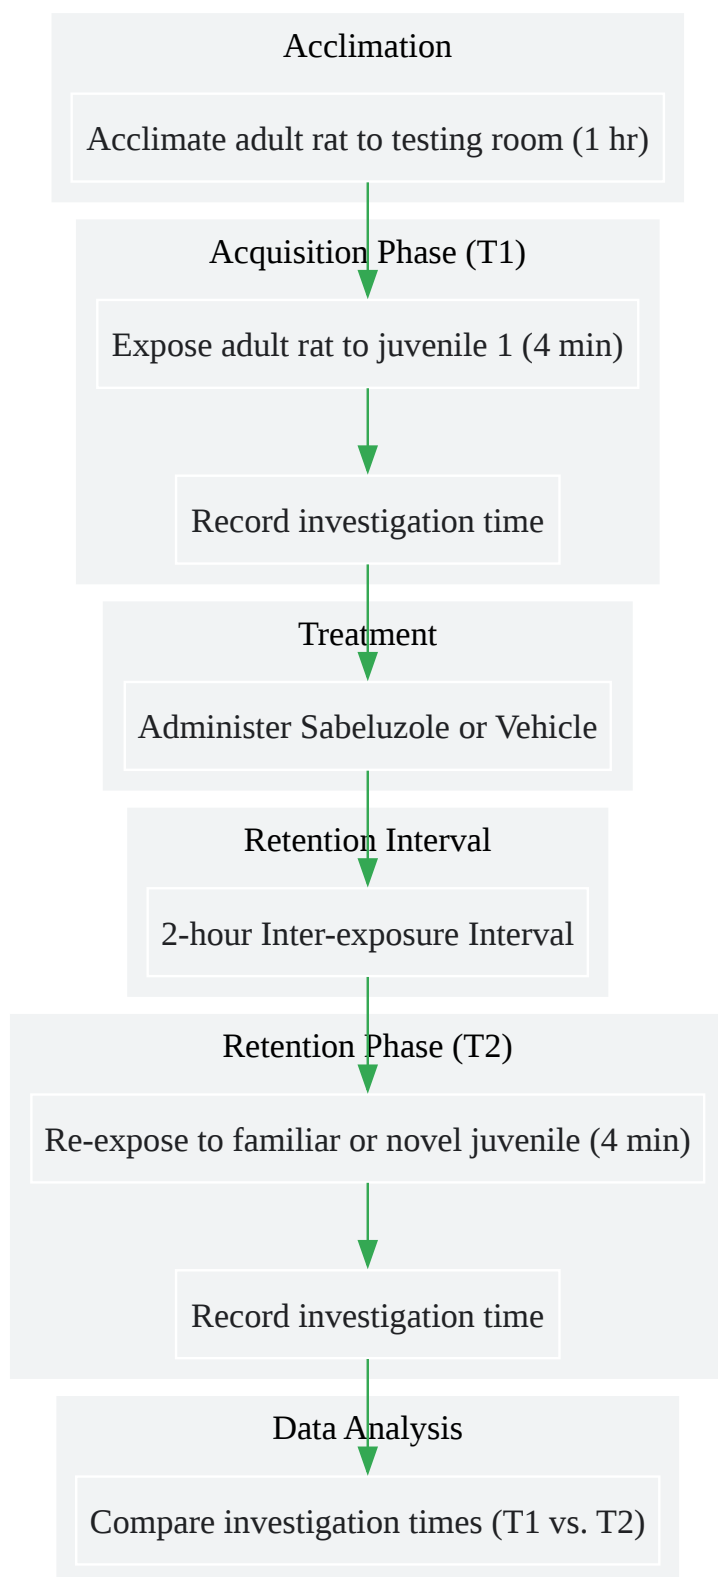 Acclimation
Acclimate adult rat to testing room (1 hr)
Acquisition Phase (T1)
Expose adult rat to juvenile 1 (4 min)
Record investigation time
Treatment
Administer Sabeluzole or Vehicle
Retention Interval
2-hour Inter-exposure Interval
Retention Phase (T2)
Re-expose to familiar or novel juvenile (4 min)
Record investigation time
Data Analysis
Compare investigation times (T1 vs. T2)